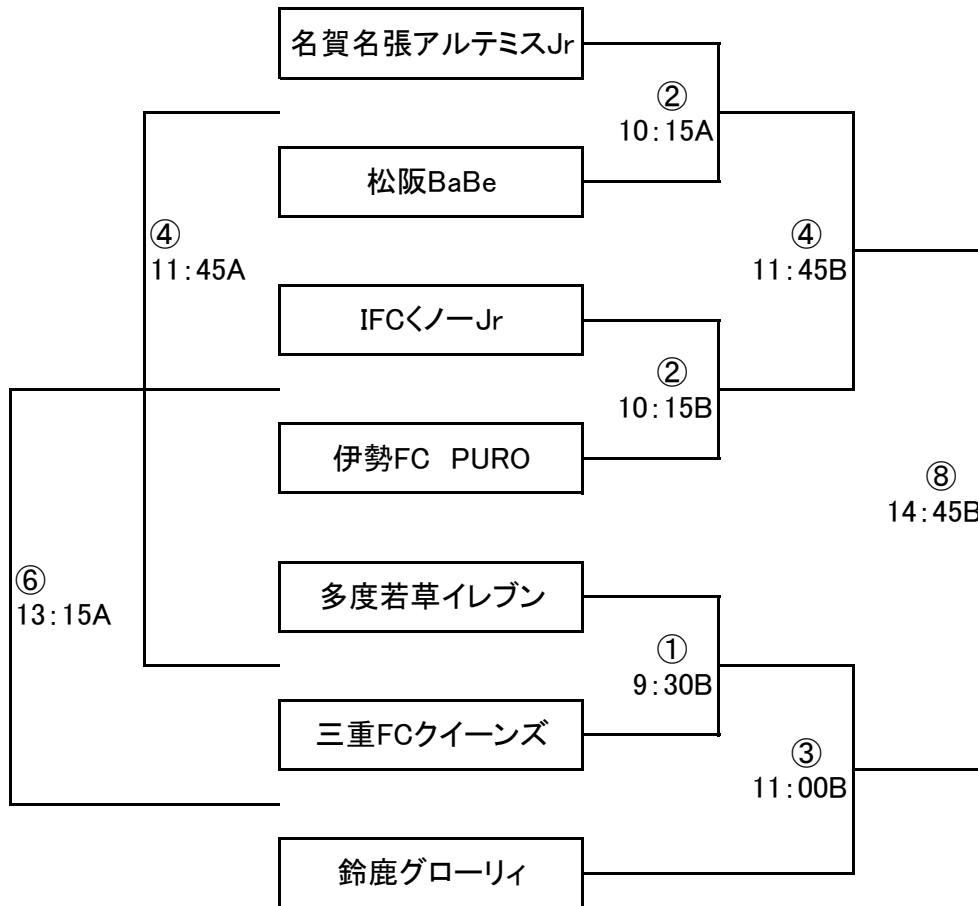 名賀名張アルテミスJr
②
10:15A
松阪BaBe
④
11:45A
④
11:45B
IFCくノーJr
②
10:15B
伊勢FC　PURO
⑧
14:45B
⑥
13:15A
多度若草イレブン
①
9:30B
三重FCクイーンズ
③
11:00B
鈴鹿グローリィ